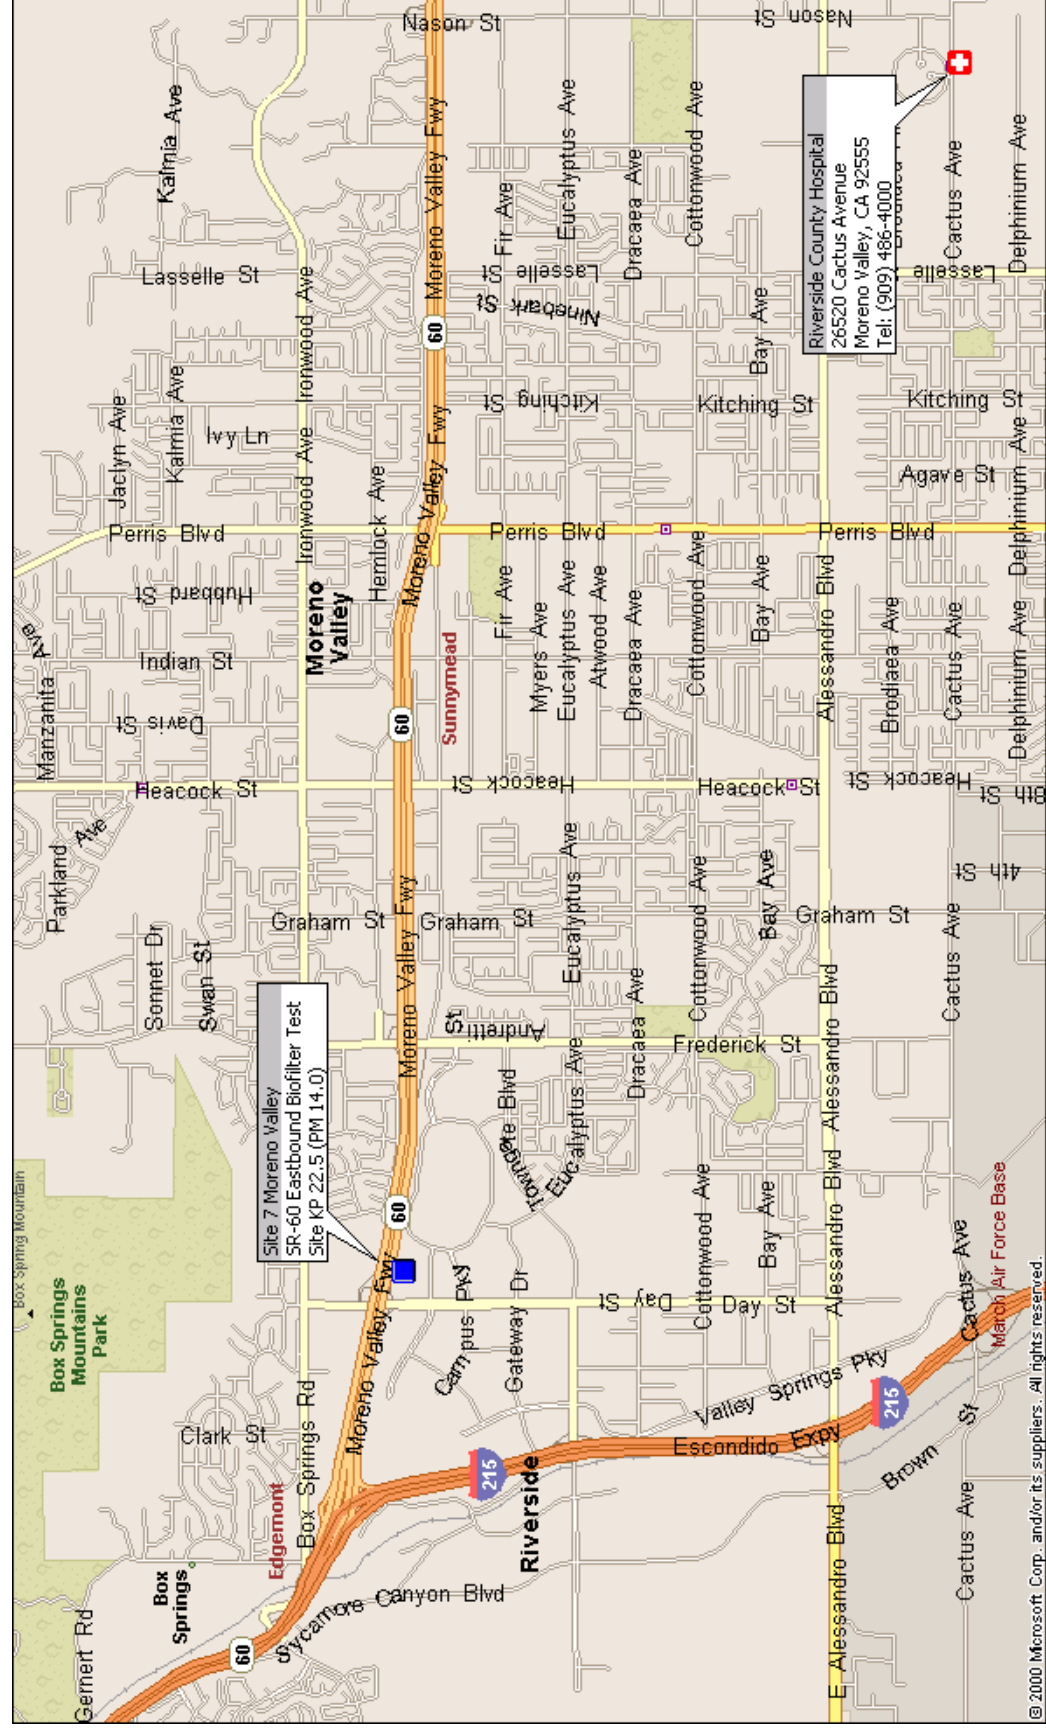 Box Spring Mountain
Box Springs
Mountains
Park
Gernert Rd
Box
Springs
Edgemont
Clark St
Box Springs Rd
60
Sycamore Canyon Blvd
Moreno Valley Fwy
Site 7 Moreno Valley
SR-60 Eastbound Biofilter Test
Site KP 22.5 (PM 14.0)
60
Campus Pky
Gateway Dr
Day St
Day St
215
Riverside
Escondido Expy
Valley Springs Pky
215
Brown St
E Alessandro Blvd
Alessandro Blvd
Alessandro Blvd
Alessandro Blvd
Alessandro Blvd
Cactus Ave
Cactus Ave
March Air Force Base
Cottonwood Ave
Bay Ave
Towngate Blvd
Eucalyptus Ave
Dracaea Ave
Frederick St
Andretti St
Moreno Valley Fwy
Moreno Valley Fwy
Sonnet Dr
Swan St
Parkland Ave
Graham St
Graham St
Graham St
Eucalyptus Ave
Cottonwood Ave
Bay Ave
Cactus Ave
4th St
8th St
Manzanita Ave
Heacock St
Heacock St
Heacock St
Heacock St
Davis St
Indian St
Hubbard St
Perris Blvd
Perris Blvd
Perris Blvd
Moreno
Valley
60
Sunnymead
Hemlock Ave
Ironwood Ave
Ironwood Ave
Moreno Valley Fwy
Fir Ave
Myers Ave
Eucalyptus Ave
Atwood Ave
Dracaea Ave
Cottonwood Ave
Bay Ave
Brodiaea Ave
Cactus Ave
Delphinium Ave
Delphinium Ave
Jaclyn Ave
Kalmia Ave
Ivy Ln
Kalmia Ave
Lasselle St
Lasselle St
Lasselle
60
Moreno Valley Fwy
Ninebark St
Kitching St
Kitching St
Kitching St
Agave St
Fir Ave
Eucalyptus Ave
Dracaea Ave
Cottonwood Ave
Bay Ave
Nason St
Nason St
Riverside County Hospital
26520 Cactus Avenue
Moreno Valley, CA 92555
Tel: (909) 486-4000
Cactus Ave
Delphinium Ave
©2000 Microsoft Corp. and/or its suppliers. All rights reserved.